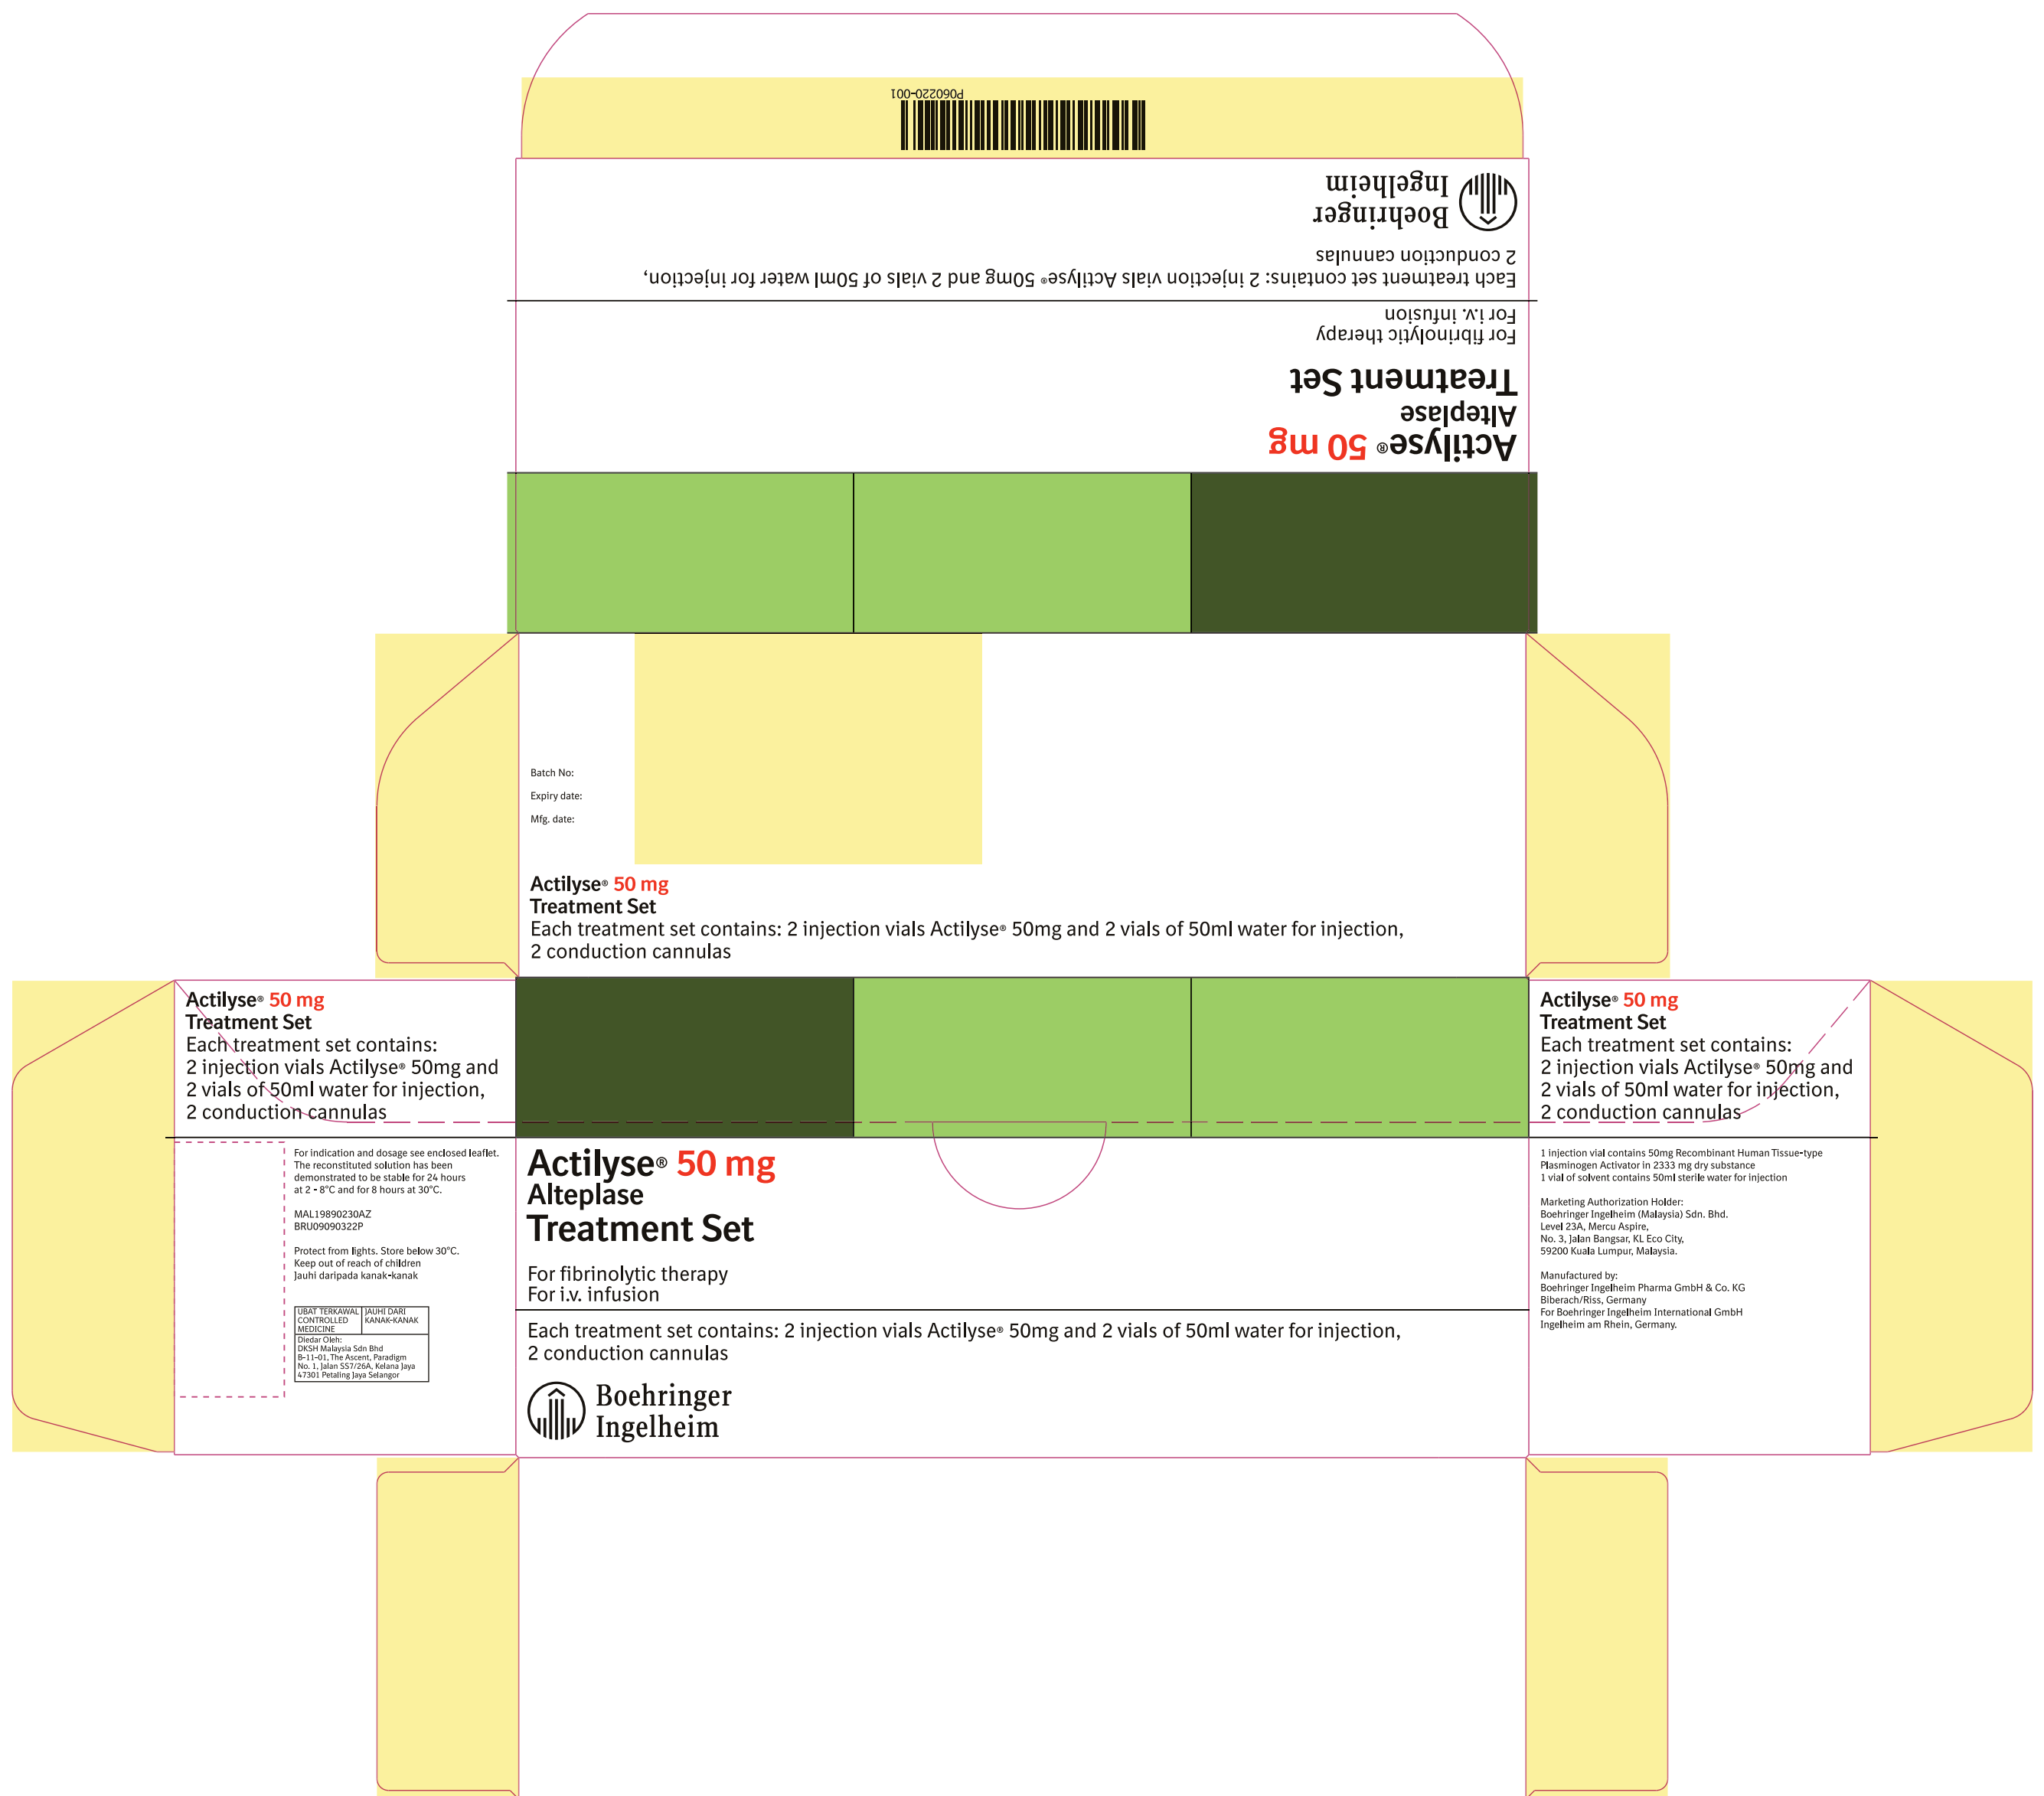 P060220-001
Boehringer
Ingelheim
Each treatment set contains: 2 injection vials Actilyse® 50mg and 2 vials of 50ml water for injection,
2 conduction cannulas
For fibrinolytic therapy
For i.v. infusion
Actilyse® 50 mg
Alteplase
Treatment Set
Batch No:
Expiry date:
Mfg. date:
Actilyse® 50 mg
Treatment Set
Each treatment set contains: 2 injection vials Actilyse® 50mg and 2 vials of 50ml water for injection,
2 conduction cannulas
Actilyse® 50 mg
Treatment Set
Each treatment set contains:
2 injection vials Actilyse® 50mg and
2 vials of 50ml water for injection,
2 conduction cannulas
For indication and dosage see enclosed leaflet.
The reconstituted solution has been
demonstrated to be stable for 24 hours
at 2 - 8°C and for 8 hours at 30°C.
MAL19890230AZ
BRU09090322P
Protect from lights. Store below 30°C.
Keep out of reach of children
Jauhi daripada kanak-kanak
UBAT TERKAWAL
CONTROLLED
MEDICINE
JAUHI DARI
KANAK-KANAK
Diedar Oleh:
DKSH Malaysia Sdn Bhd
B-11-01, The Ascent, Paradigm
No. 1, Jalan SS7/26A, Kelana Jaya
47301 Petaling Jaya Selangor
Actilyse® 50 mg
Alteplase
Treatment Set
For fibrinolytic therapy
For i.v. infusion
Each treatment set contains: 2 injection vials Actilyse® 50mg and 2 vials of 50ml water for injection,
2 conduction cannulas
Boehringer
Ingelheim
Actilyse® 50 mg
Treatment Set
Each treatment set contains:
2 injection vials Actilyse® 50mg and
2 vials of 50ml water for injection,
2 conduction cannulas
1 injection vial contains 50mg Recombinant Human Tissue-type
Plasminogen Activator in 2333 mg dry substance
1 vial of solvent contains 50ml sterile water for injection
Marketing Authorization Holder:
Boehringer Ingelheim (Malaysia) Sdn. Bhd.
Level 23A, Mercu Aspire,
No. 3, Jalan Bangsar, KL Eco City,
59200 Kuala Lumpur, Malaysia.
Manufactured by:
Boehringer Ingelheim Pharma GmbH & Co. KG
Biberach/Riss, Germany
For Boehringer Ingelheim International GmbH
Ingelheim am Rhein, Germany.